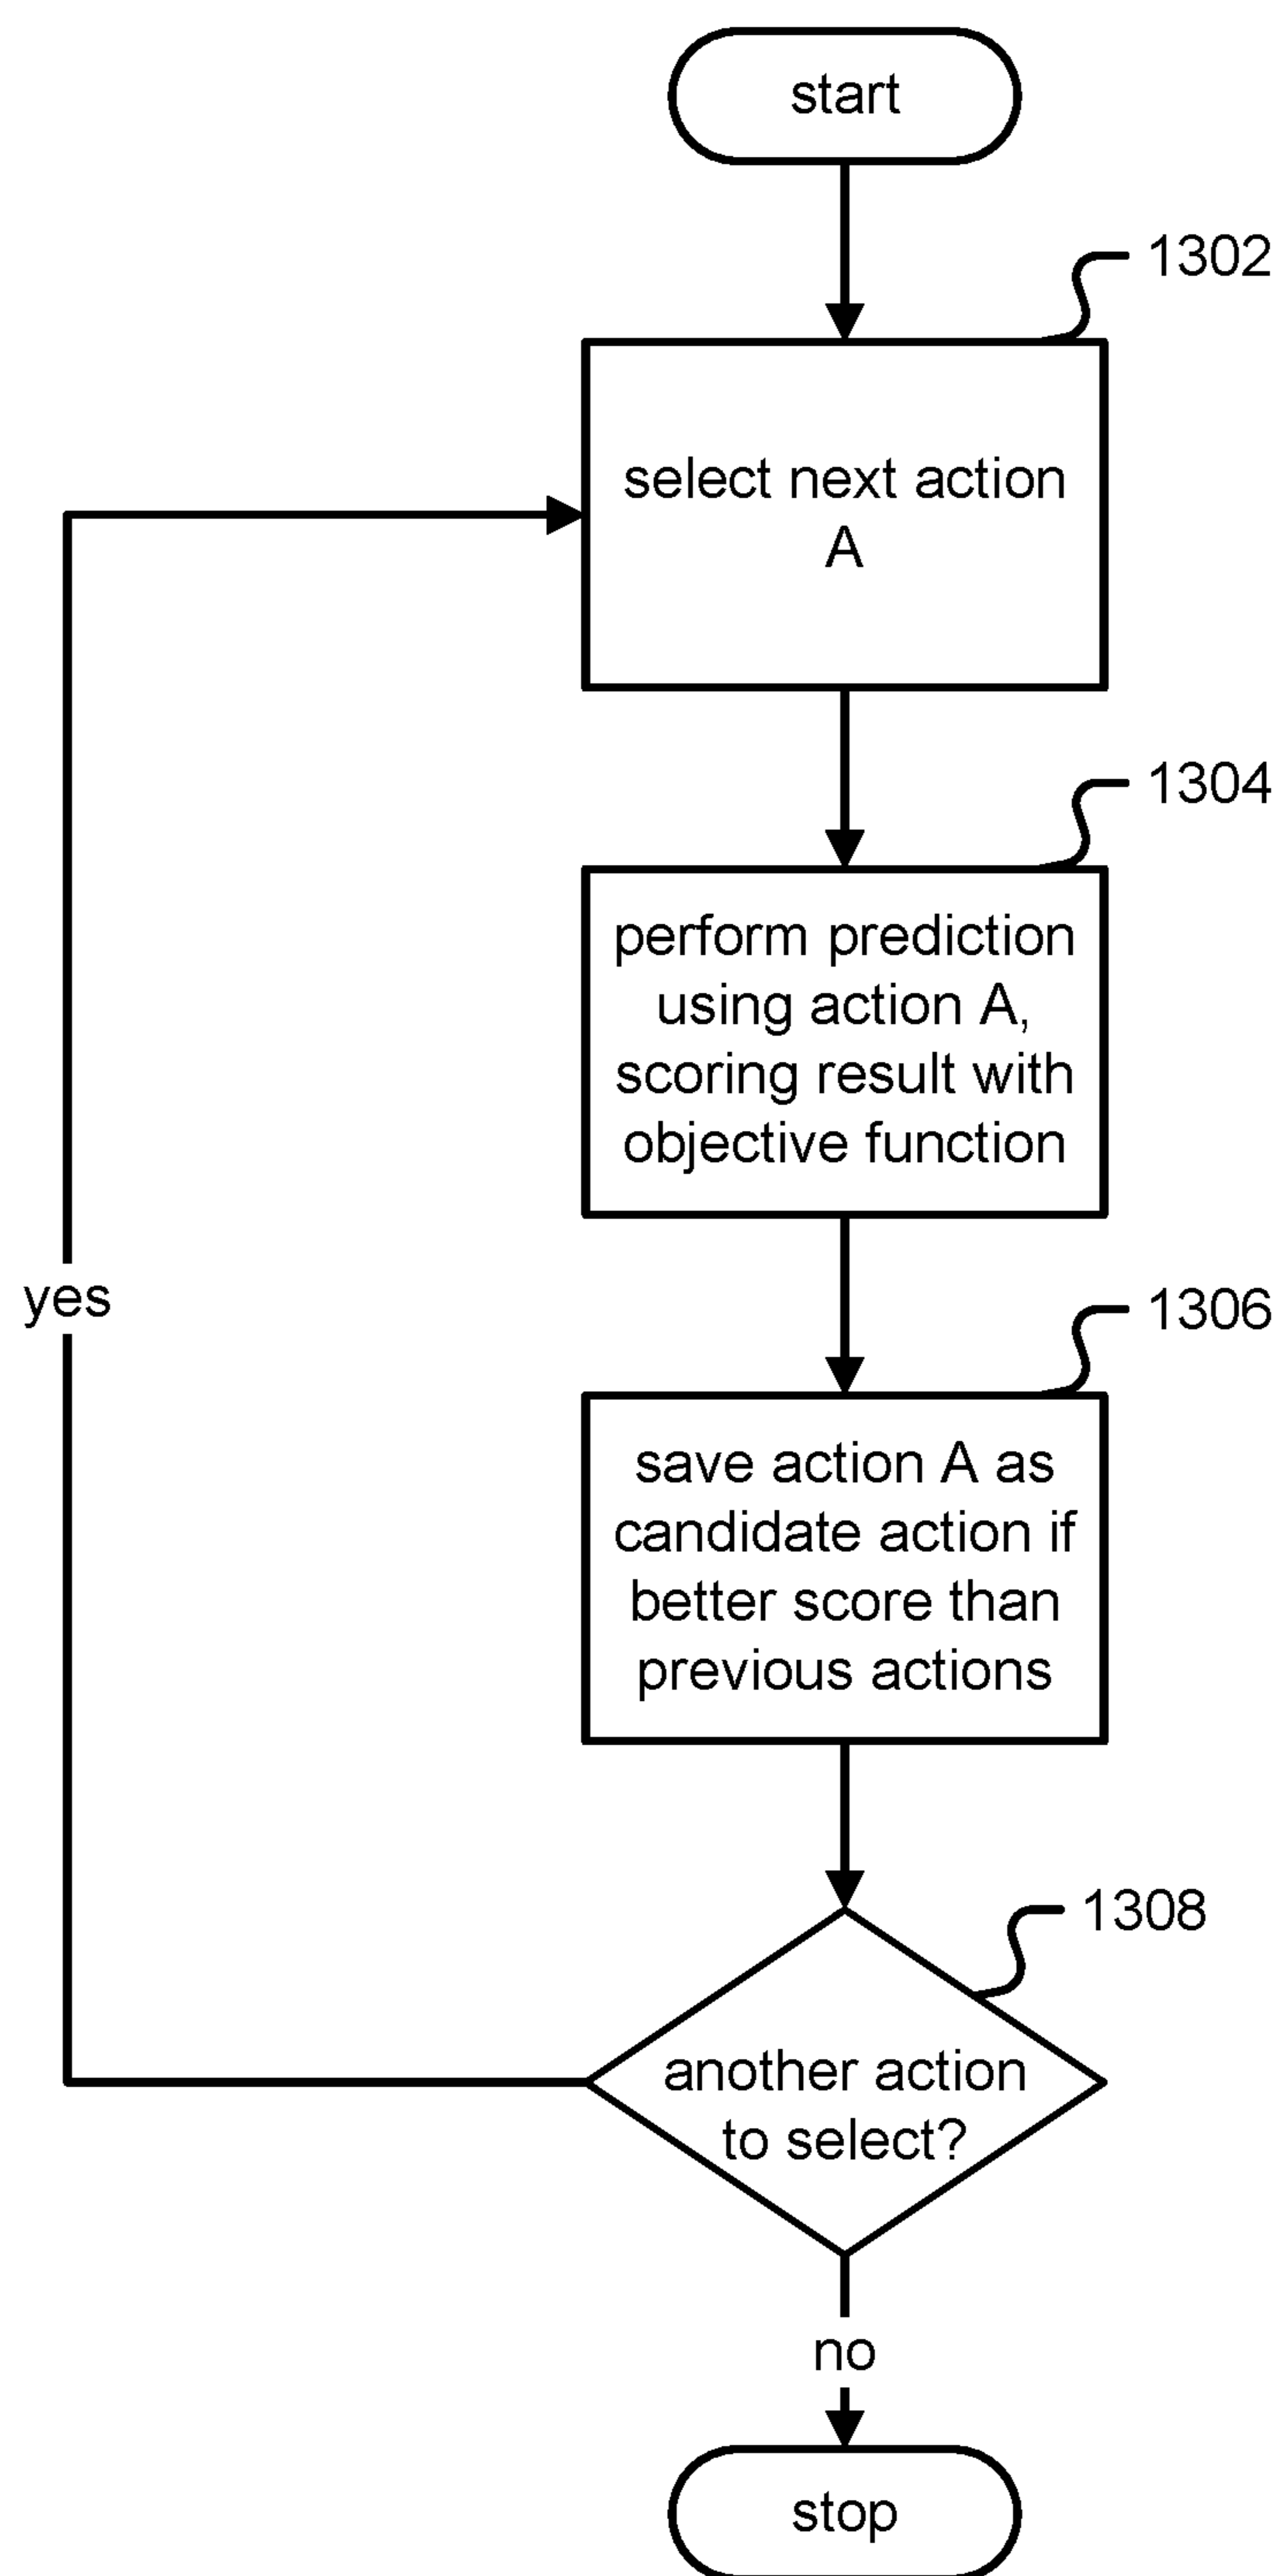 start
1302
select next action
A
1304
perform prediction
using action A,
scoring result with
objective function
yes
1306
save action A as
candidate action if
better score than
previous actions
1308
another action
to select?
no
stop